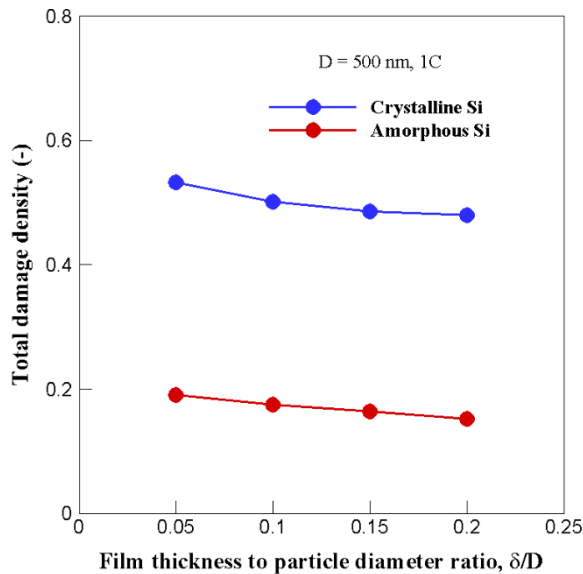 0.8
D = 500 nm, 1C
Crystalline Si
Amorphous Si
0.6
0.4
0.2
0
Total damage density (-)
0
0.05
0.1
0.15
0.2
0.25
Film thickness to particle diameter ratio, δ/D